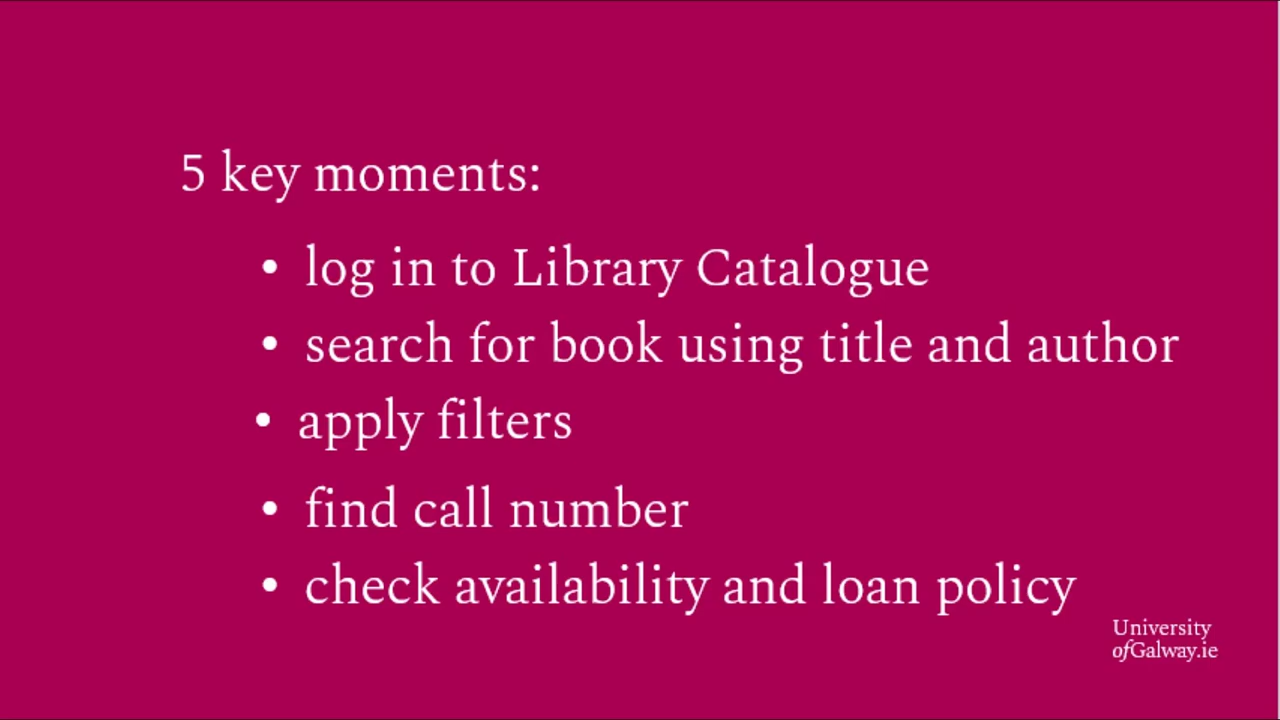 5 key moments:
• log in to Library Catalogue
• search for book using title and author
• apply filters
• find call number
• check availability and loan policy
University
ofGalway.ie